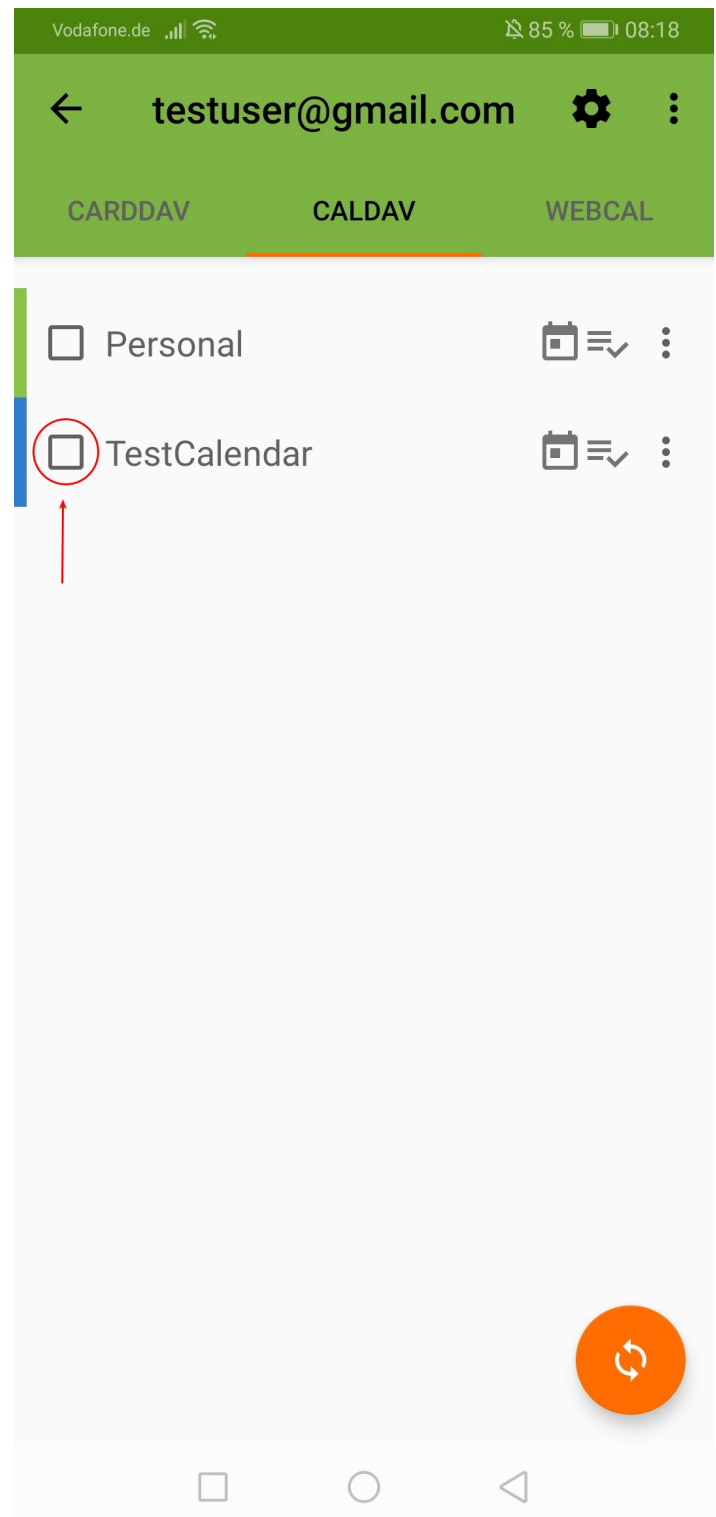 Vodafone.de 85 % 08:18
testuser@gmail.com
CARDDAV CALDAV WEBCAL
Personal
TestCalendar